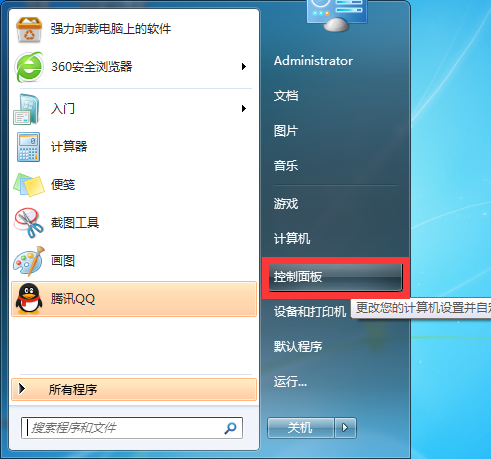 强力卸载电脑上的软件
360安全浏览器
入门
计算器
便笺
截图工具
画图
腾讯QQ
所有程序
搜索程序和文件
Administrator
文档
图片
音乐
游戏
计算机
控制面板
设备和打印机
更改您的计算机设置并自定
默认程序
运行...
关机